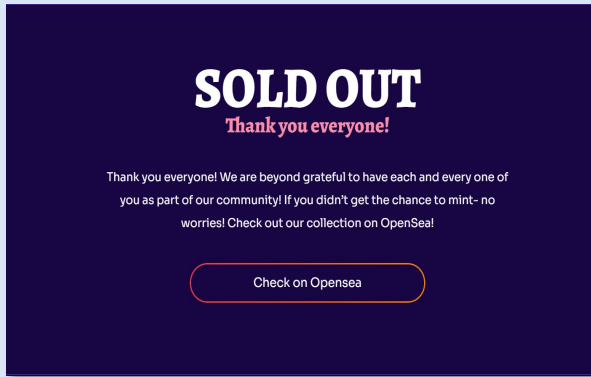 SOLD OUT
Thank you everyone!
Thank you everyone! We are beyond grateful to have each and every one of
you as part of our community! If you didn’t get the chance to mint- no
worries! Check out our collection on OpenSea!
Check on Opensea